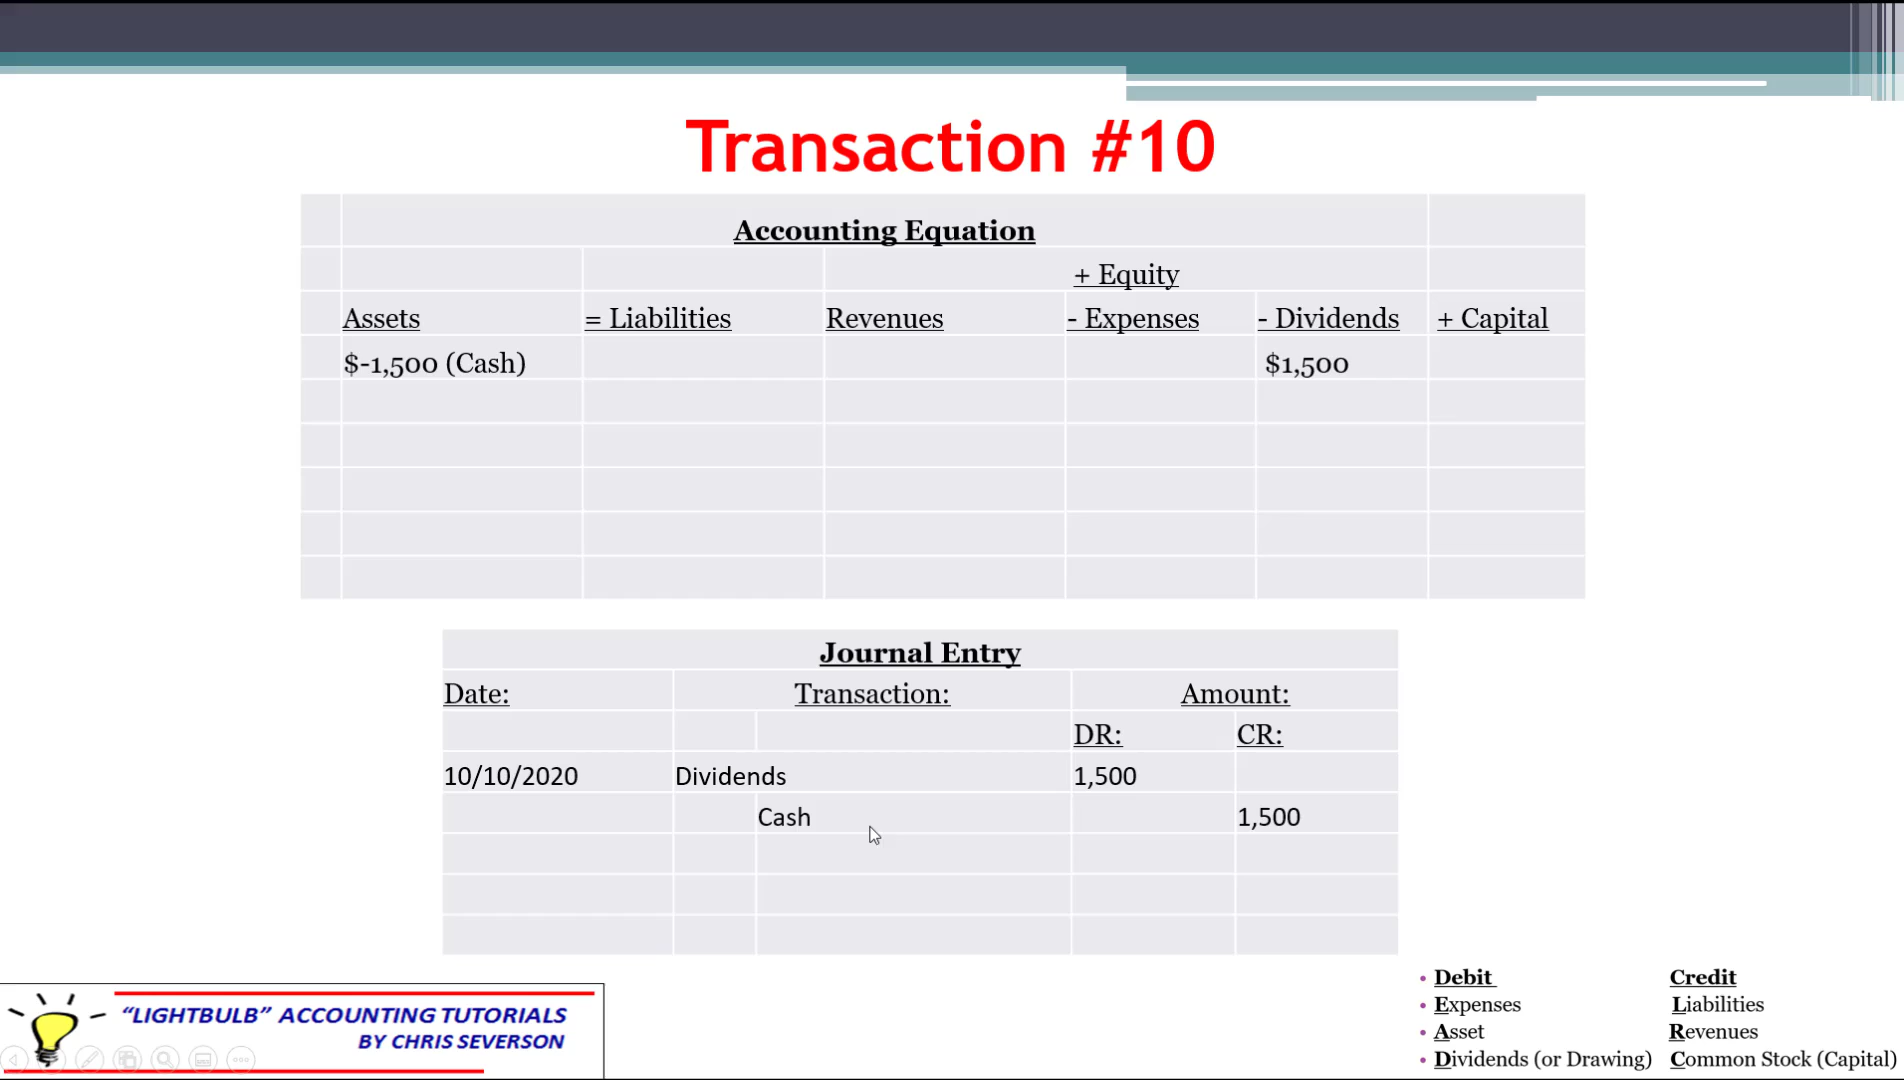 Transaction #10
Accounting Equation
+ Equity
Assets = Liabilities Revenues - Expenses - Dividends + Capital
$-1,500 (Cash) $1,500
Journal Entry
Date: Transaction: Amount:
DR: CR:
10/10/2020 Dividends 1,500
Cash 1,500
• Debit Credit
• Expenses Liabilities
• Asset Revenues
• Dividends (or Drawing) Common Stock (Capital)
“LIGHTBULB” ACCOUNTING TUTORIALS
BY CHRIS SEVERSON